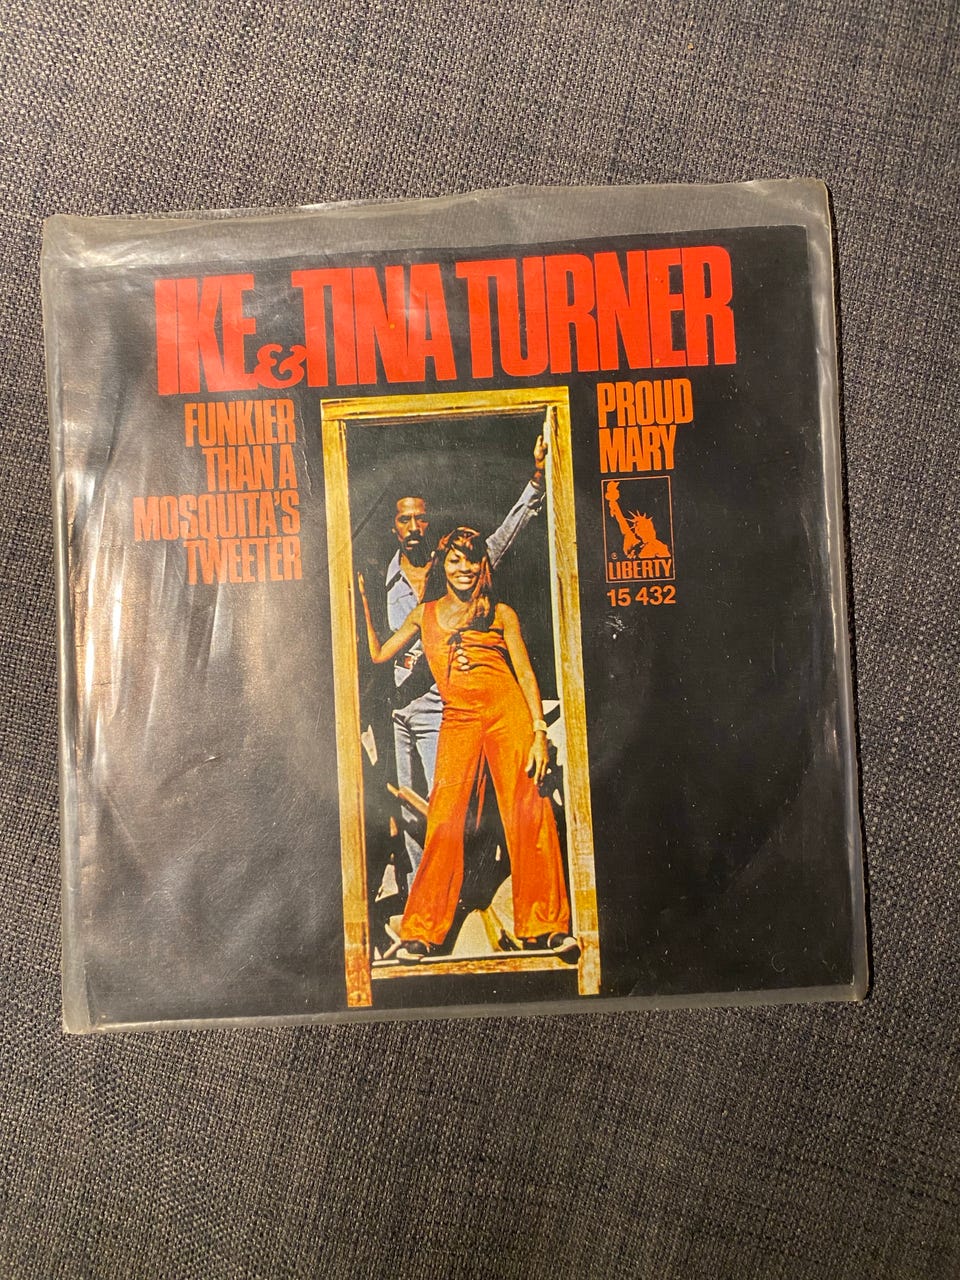 IKE & TINA TURNER
FUNKIER
THAN A
MOSQUITA'S
TWEETER
PROUD
MARY
®
LIBERTY
15 432